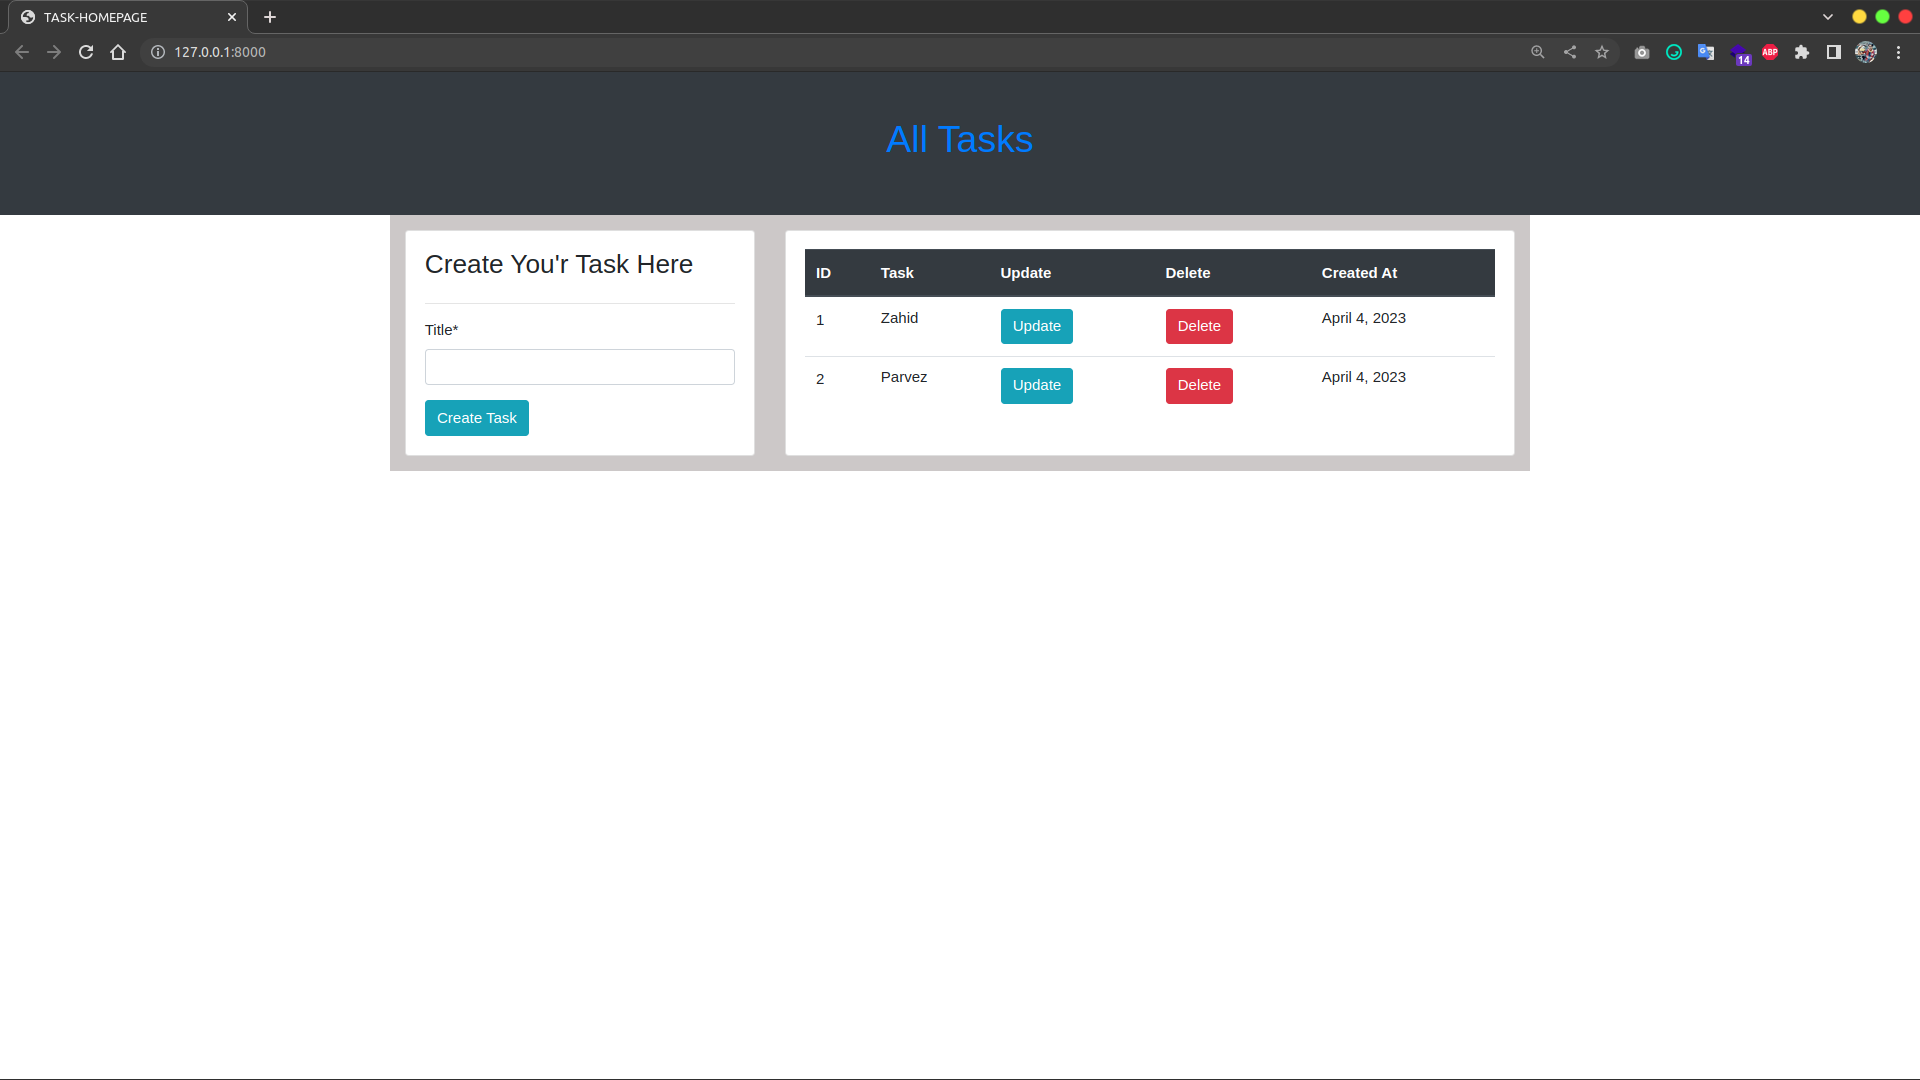 TASK-HOMEPAGE
127.0.0.1:8000
14
ABP
All Tasks
Create You'r Task Here
Title*
Create Task
ID Task Update Delete Created At
1 Zahid Update Delete April 4, 2023
2 Parvez Update Delete April 4, 2023